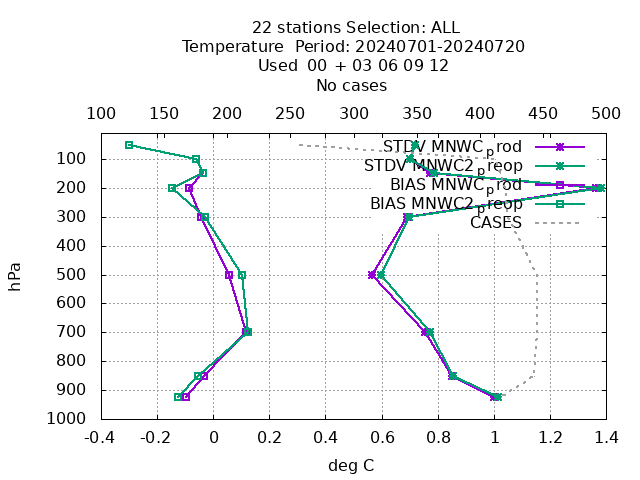 22 stations Selection: ALL
Temperature Period: 20240701-20240720
Used 00 + 03 06 09 12
No cases
100 150 200 250 300 350 400 450 500
STDV MNWC_prod
STDV MNWC2_preop
BIAS MNWC_prod
BIAS MNWC2_preop
CASES
100
200
300
400
500
600
700
800
900
1000
hPa
-0.4 -0.2 0 0.2 0.4 0.6 0.8 1 1.2 1.4
deg C